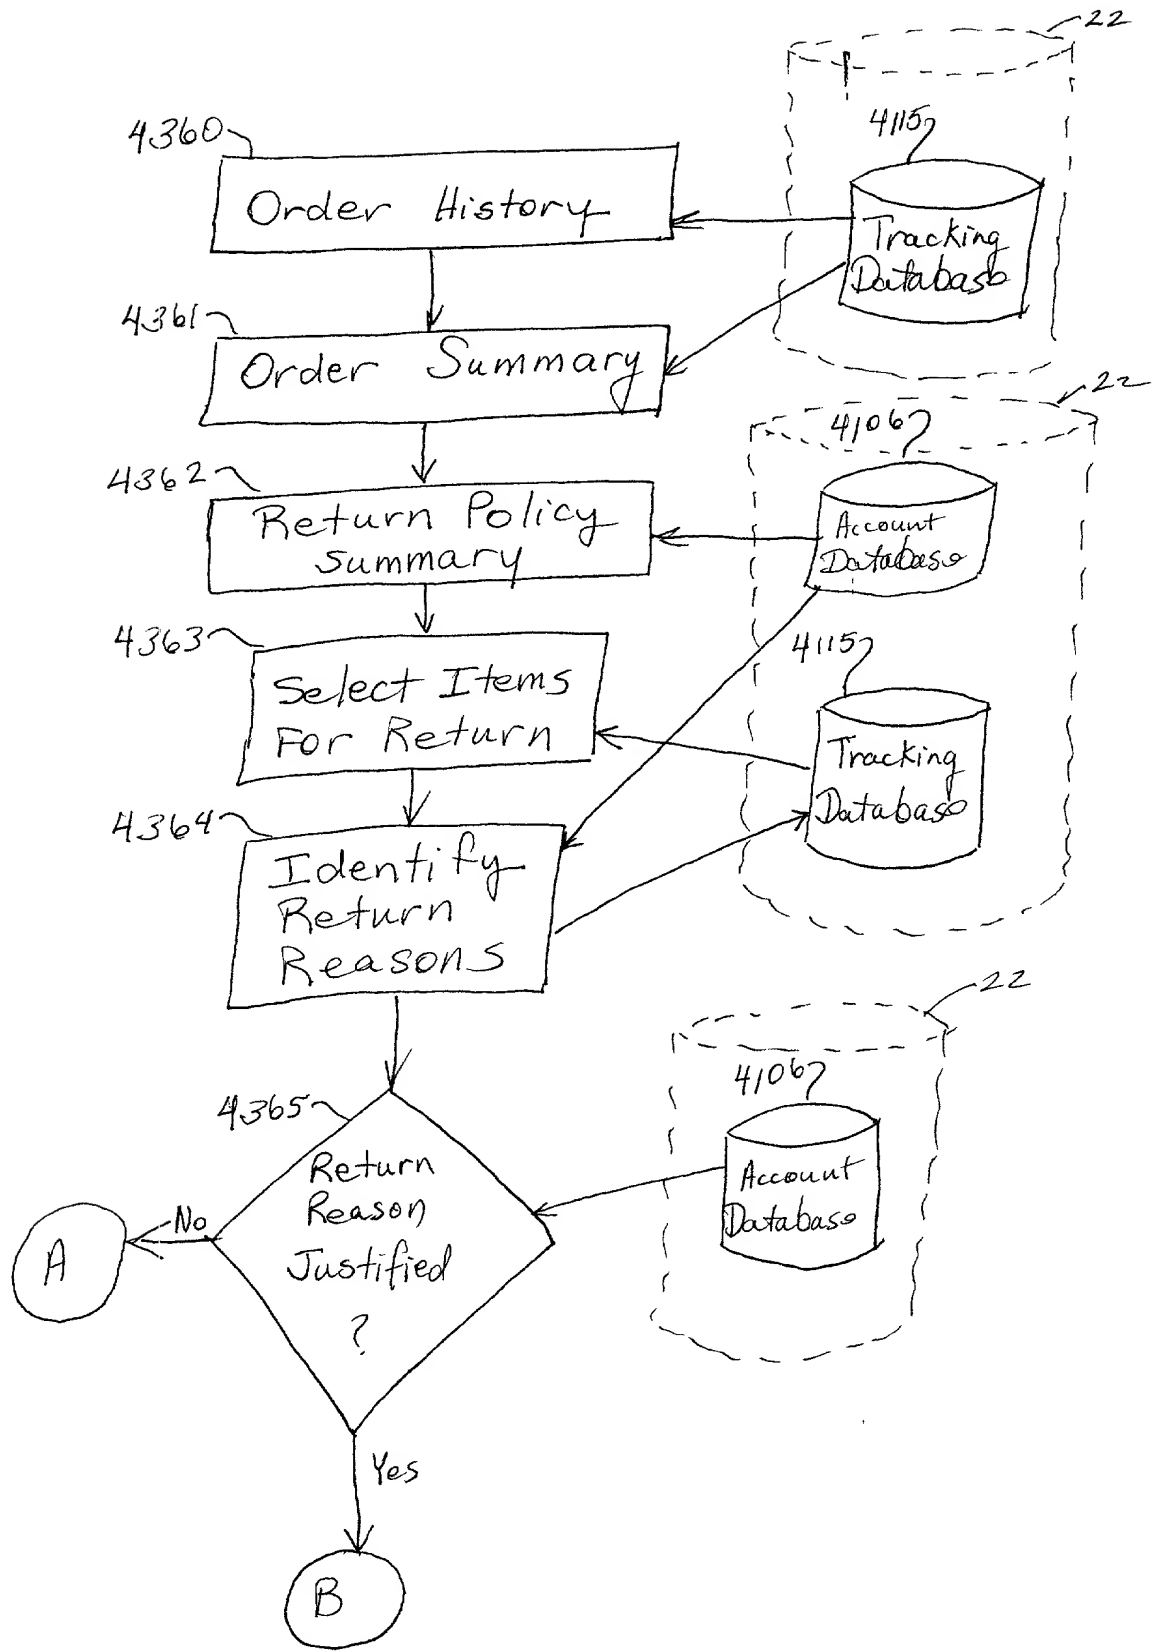 22
4360
4115
Order History
Tracking
Database
4361
Order Summary
22
4106
4362
Return Policy
Summary
Account
Database
4363
4115
Select Items
For Return
Tracking
Database
4364
Identify
Return
Reasons
22
4106
4365
Return
Reason
Justified
?
Account
Database
No
A
Yes
B